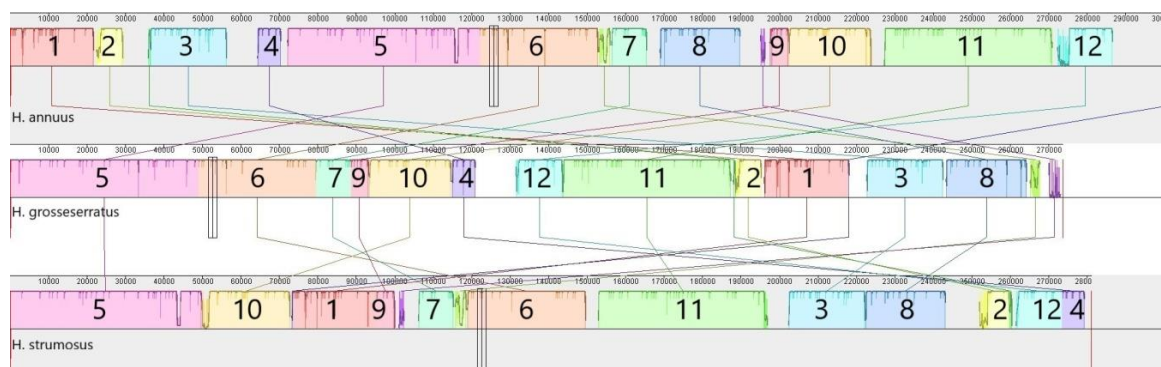 10000 20000 30000 40000 50000 60000 70000 80000 90000 100000 110000 120000 130000 140000 150000 160000 170000 180000 190000 200000 210000 220000 230000 240000 250000 260000 270000 280000 290000
1 2 3 4 5 6 7 8 9 10 11 12
H. annuus
10000 20000 30000 40000 50000 60000 70000 80000 90000 100000 110000 120000 130000 140000 150000 160000 170000 180000 190000 200000 210000 220000 230000 240000 250000 260000 270000
5 6 7 9 10 4 12 11 2 1 3 8
H. grosseserratus
10000 20000 30000 40000 50000 60000 70000 80000 90000 100000 110000 120000 130000 140000 150000 160000 170000 180000 190000 200000 210000 220000 230000 240000 250000 260000 270000 2800
5 10 1 9 7 6 11 3 8 2 12 4
H. strumosus